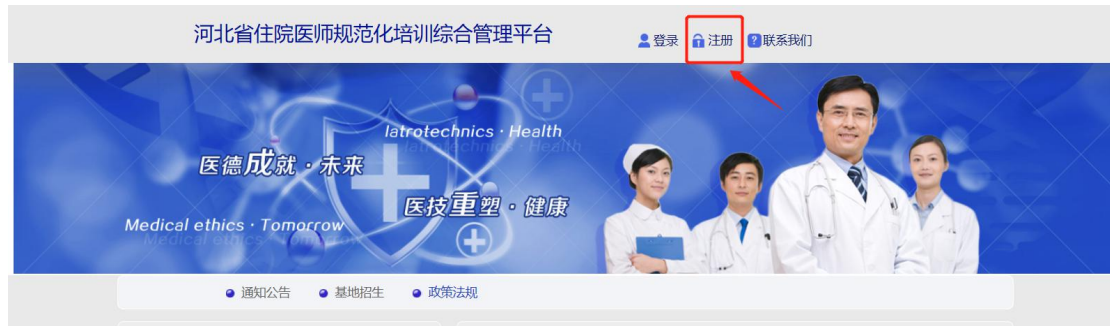 河北省住院医师规范化培训综合管理平台
登录 注册 联系我们
Iatrotechnics · Health
医德成就 · 未来
医技重塑 · 健康
Medical ethics · Tomorrow
通知公告 基地招生 政策法规